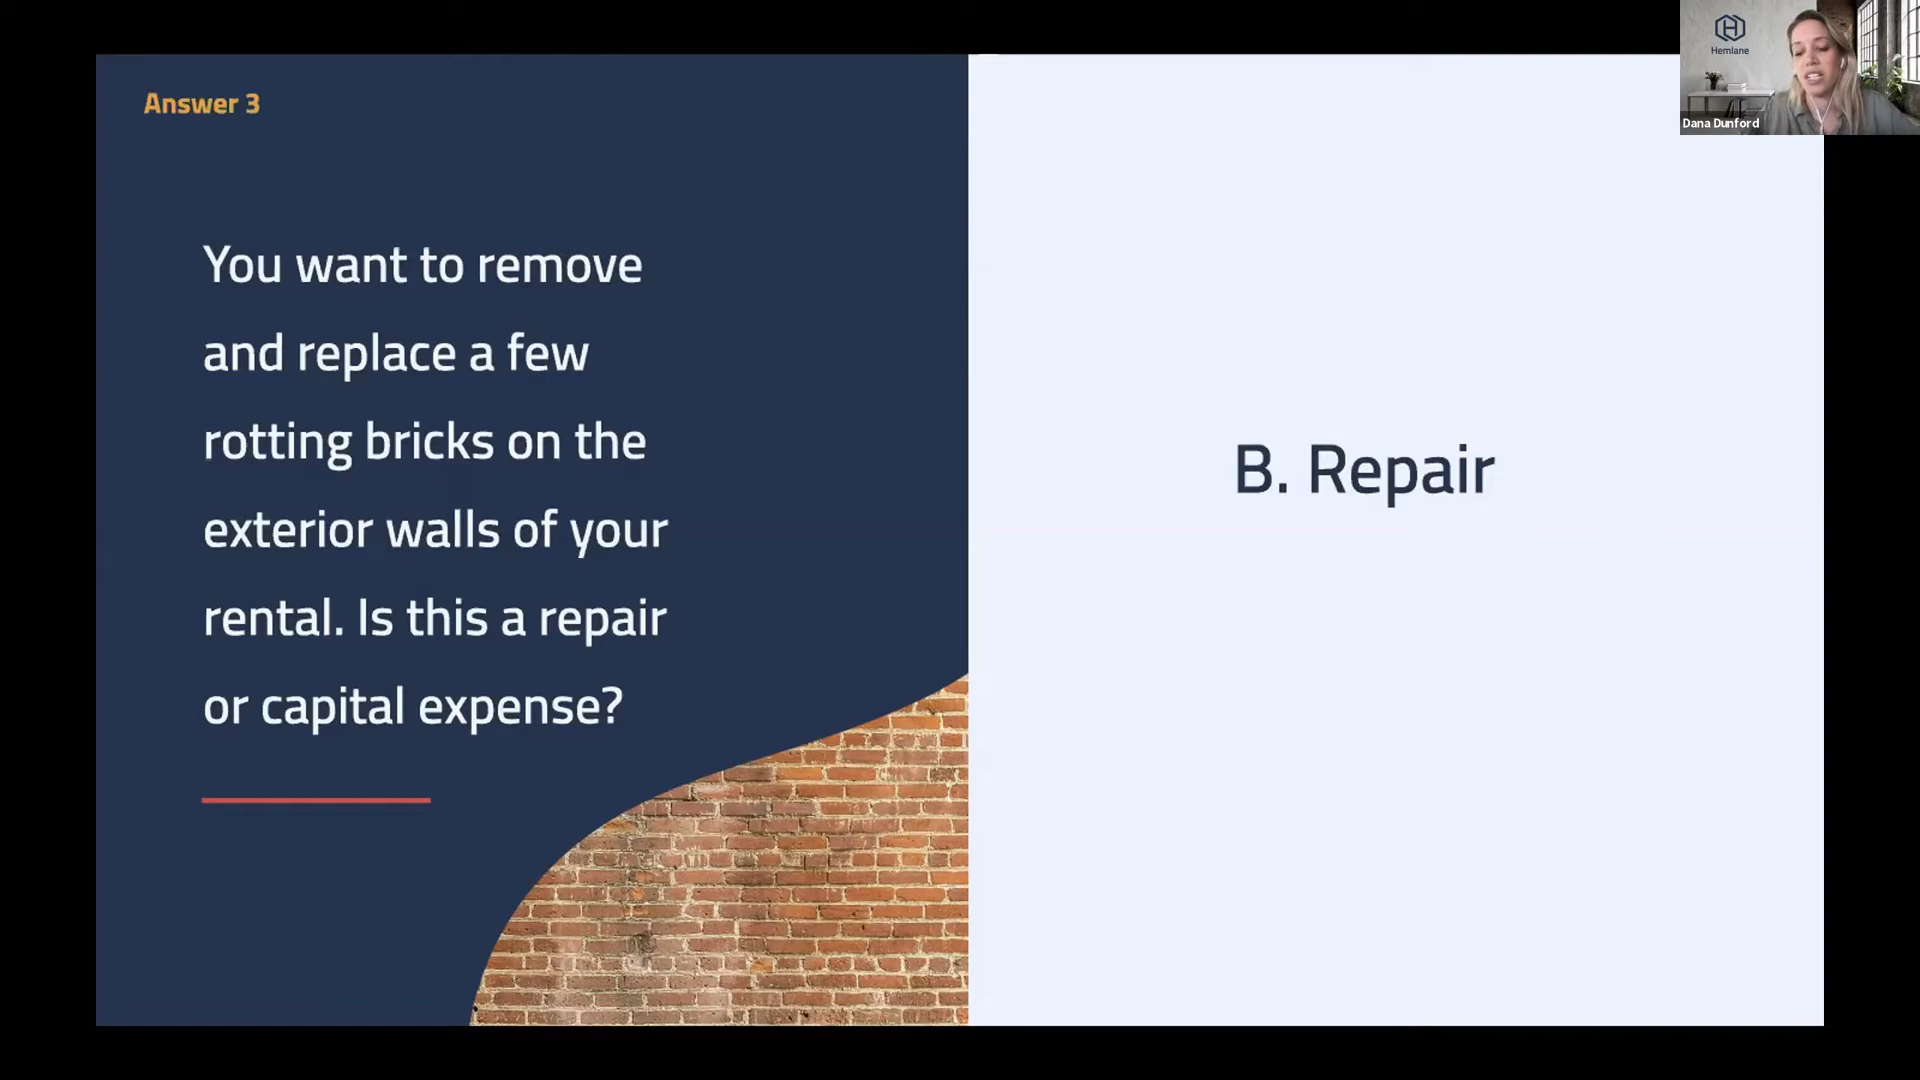 Answer 3
You want to remove
and replace a few
rotting bricks on the
exterior walls of your
rental. Is this a repair
or capital expense?
B. Repair
Hemlane
Dana Dunford